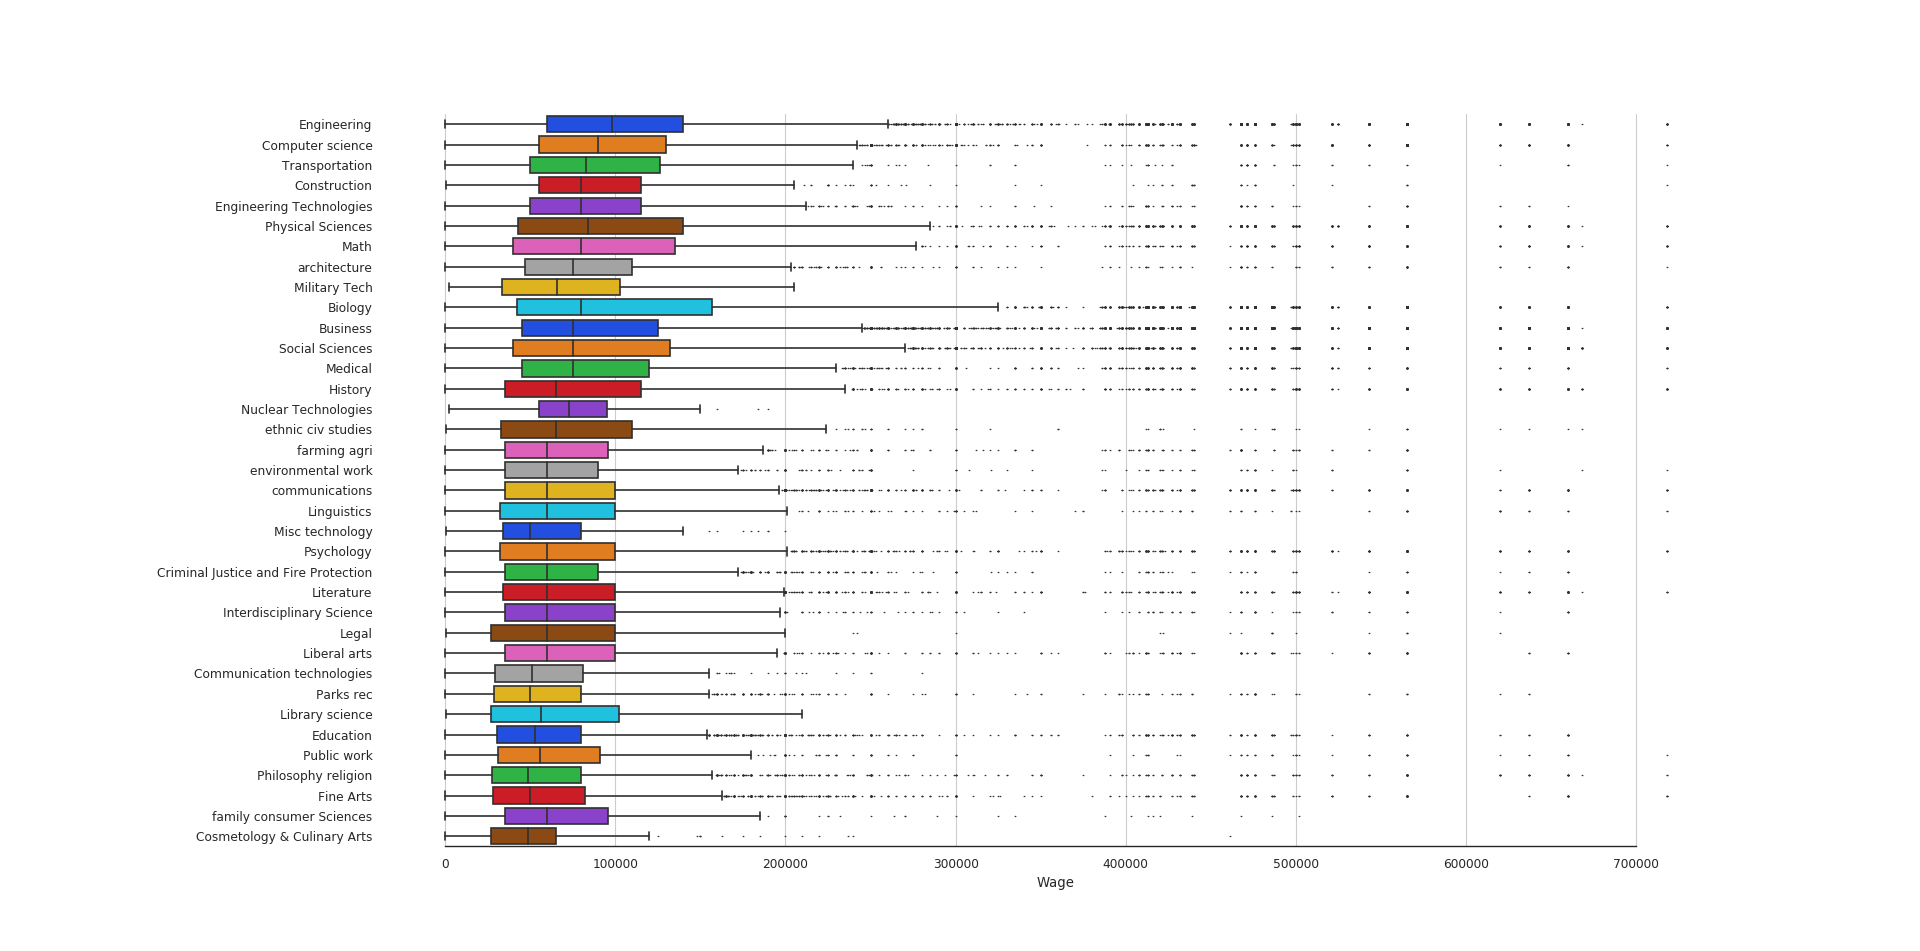 Engineering
Computer science
Transportation
Construction
Engineering Technologies
Physical Sciences
Math
architecture
Military Tech
Biology
Business
Social Sciences
Medical
History
Nuclear Technologies
ethnic civ studies
farming agri
environmental work
communications
Linguistics
Misc technology
Psychology
Criminal Justice and Fire Protection
Literature
Interdisciplinary Science
Legal
Liberal arts
Communication technologies
Parks rec
Library science
Education
Public work
Philosophy religion
Fine Arts
family consumer Sciences
Cosmetology & Culinary Arts
0 100000 200000 300000 400000 500000 600000 700000
Wage